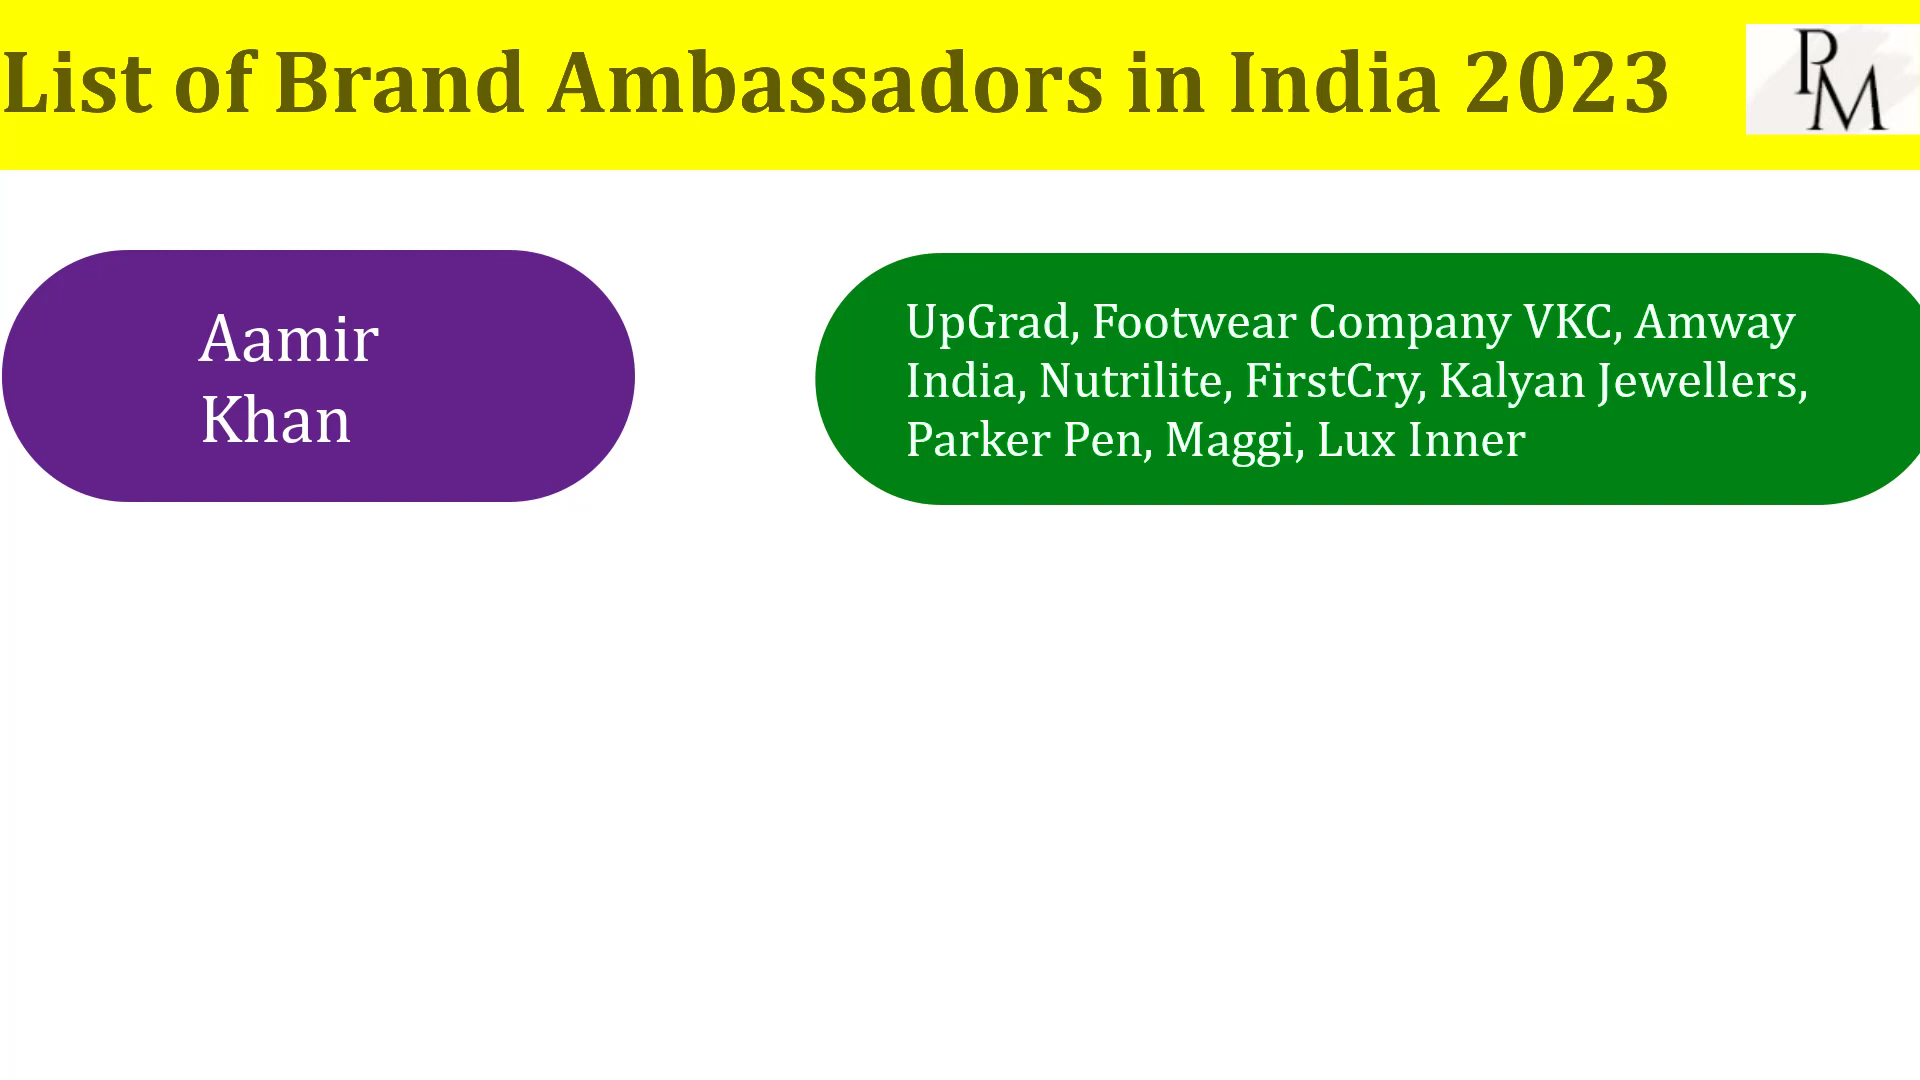 List of Brand Ambassadors in India 2023
PM
Aamir
Khan
UpGrad, Footwear Company VKC, Amway
India, Nutrilite, FirstCry, Kalyan Jewellers,
Parker Pen, Maggi, Lux Inner